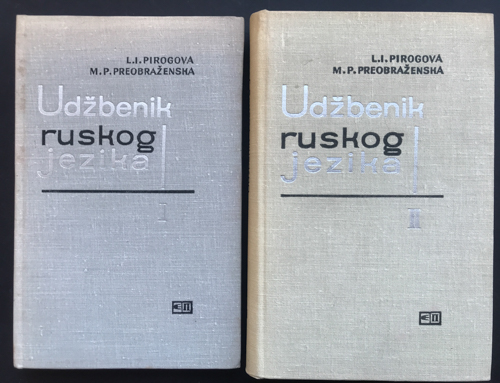 L.I.PIROGOVA
M.P.PREOBRAŽENSKA
Udžbenik
ruskog
jezika
I
L.I.PIROGOVA
M.P.PREOBRAŽENSKA
Udžbenik
ruskog
jezika
II